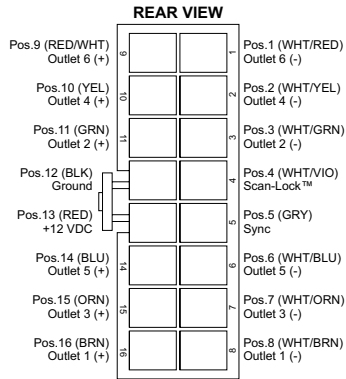 REAR VIEW
Pos.9 (RED/WHT)
Outlet 6 (+)
Pos.10 (YEL)
Outlet 4 (+)
Pos.11 (GRN)
Outlet 2 (+)
Pos.12 (BLK)
Ground
Pos.13 (RED)
+12 VDC
Pos.14 (BLU)
Outlet 5 (+)
Pos.15 (ORN)
Outlet 3 (+)
Pos.16 (BRN)
Outlet 1 (+)
9
10
11
14
15
16
1
2
3
4
5
6
7
8
Pos.1 (WHT/RED)
Outlet 6 (-)
Pos.2 (WHT/YEL)
Outlet 4 (-)
Pos.3 (WHT/GRN)
Outlet 2 (-)
Pos.4 (WHT/VIO)
Scan-Lock™
Pos.5 (GRY)
Sync
Pos.6 (WHT/BLU)
Outlet 5 (-)
Pos.7 (WHT/ORN)
Outlet 3 (-)
Pos.8 (WHT/BRN)
Outlet 1 (-)